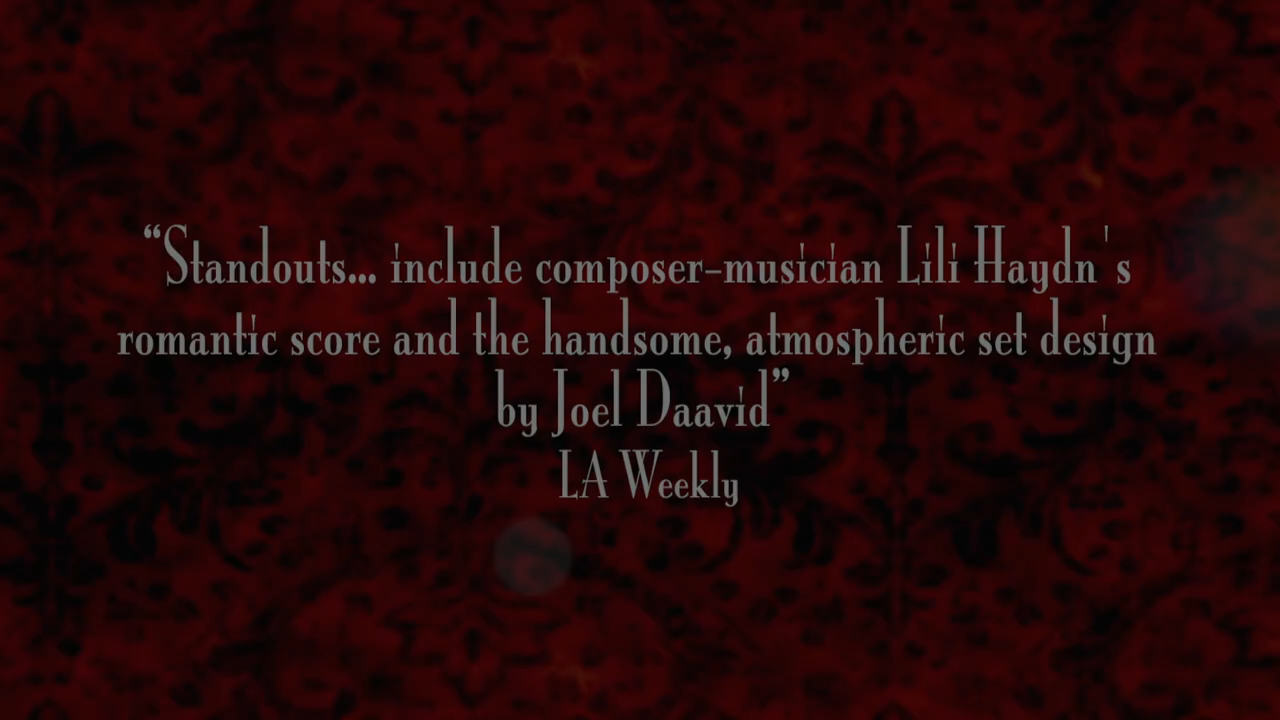 “Standouts... include composer-musician Lili Haydn's
romantic score and the handsome, atmospheric set design
by Joel Daavid”
LA Weekly